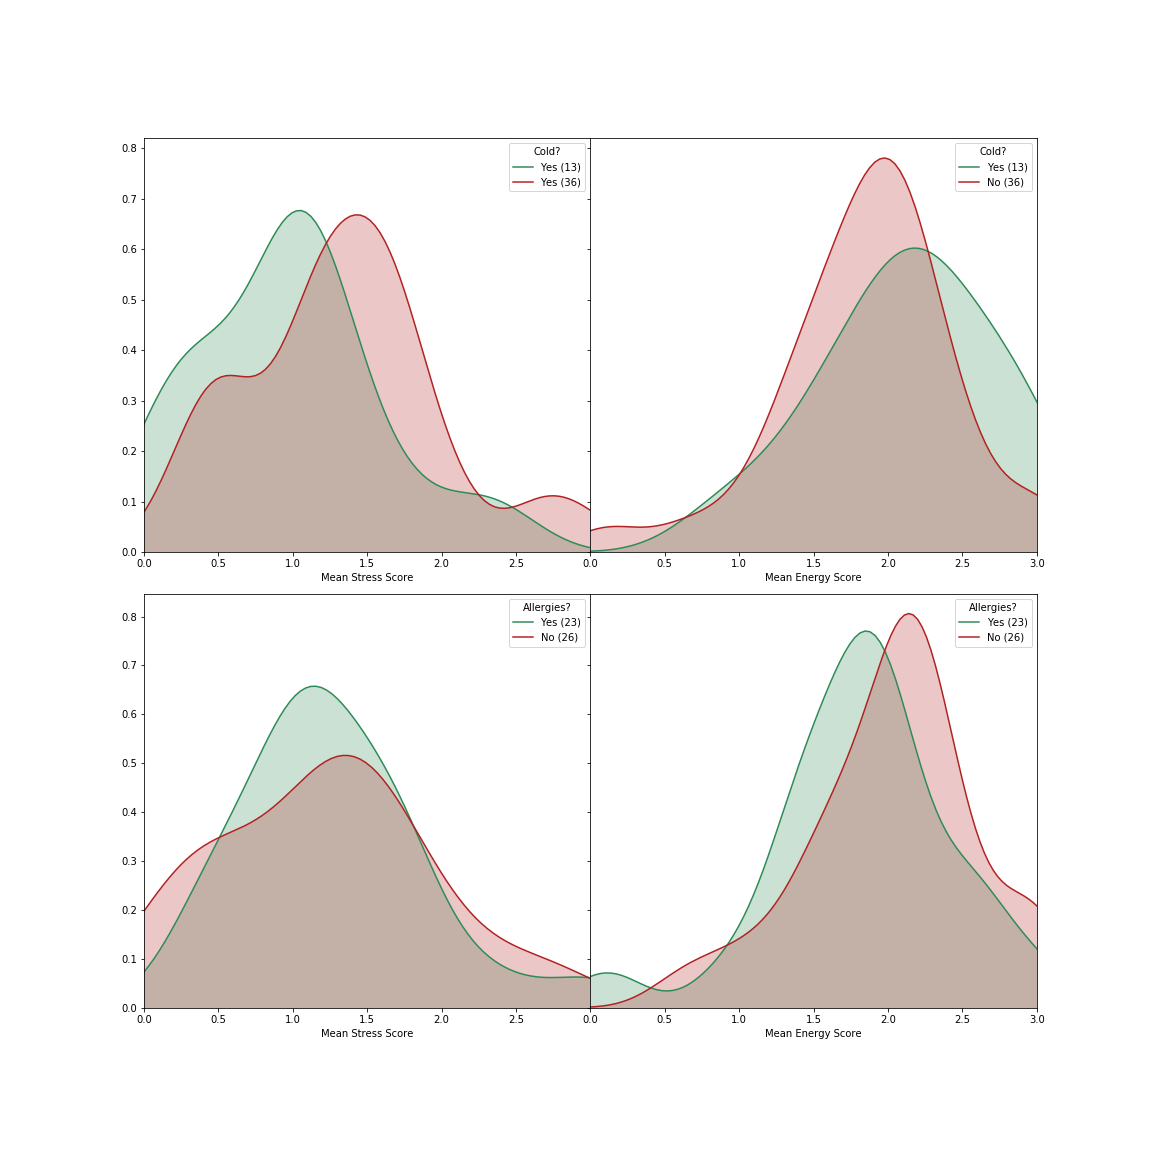 Cold?
Yes (13)
Yes (36)
Cold?
Yes (13)
No (36)
0.8
0.7
0.6
0.5
0.4
0.3
0.2
0.1
0.0
0.0 0.5 1.0 1.5 2.0 2.5 0.0 0.5 1.0 1.5 2.0 2.5 3.0
Mean Stress Score
Mean Energy Score
Allergies?
Yes (23)
No (26)
Allergies?
Yes (23)
No (26)
0.8
0.7
0.6
0.5
0.4
0.3
0.2
0.1
0.0
0.0 0.5 1.0 1.5 2.0 2.5 0.0 0.5 1.0 1.5 2.0 2.5 3.0
Mean Stress Score
Mean Energy Score